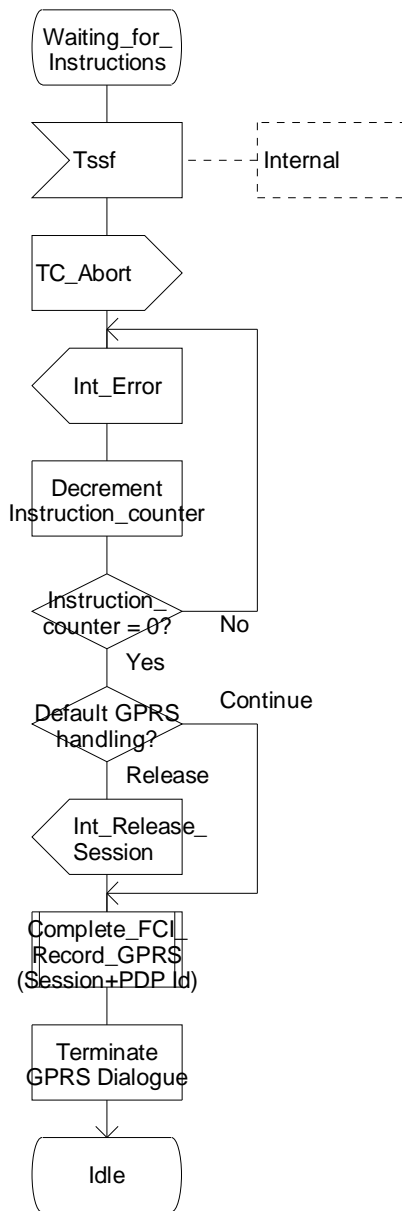 Waiting_for_
Instructions
Tssf
Internal
TC_Abort
Int_Error
Decrement
Instruction_counter
Instruction_
counter = 0?
No
Yes
Default GPRS
handling?
Continue
Release
Int_Release_
Session
Complete_FCI_
Record_GPRS
(Session+PDP Id)
Terminate
GPRS Dialogue
Idle